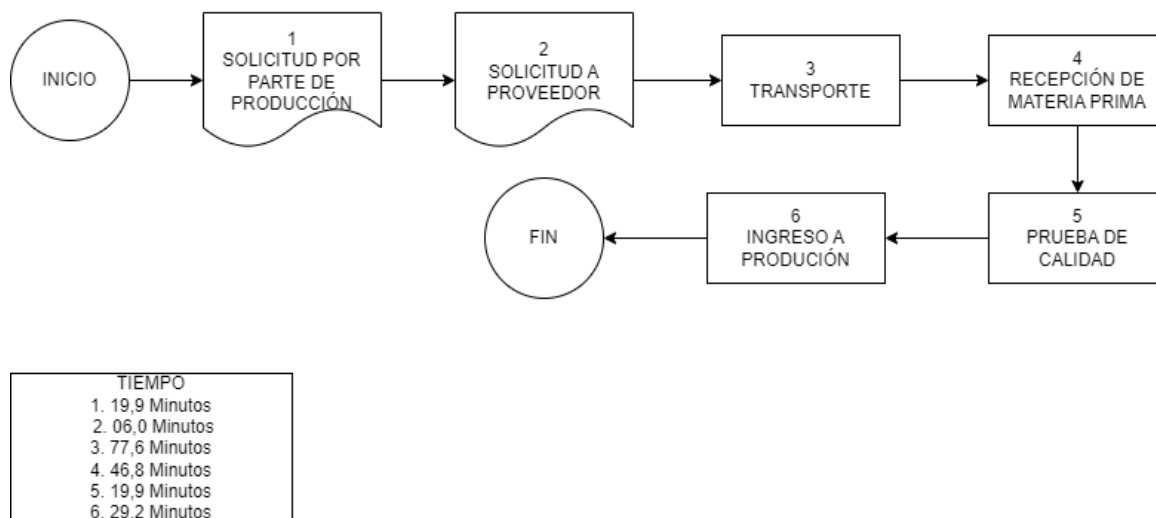 INICIO
1
SOLICITUD POR
PARTE DE
PRODUCCIÓN
2
SOLICITUD A
PROVEEDOR
3
TRANSPORTE
4
RECEPCIÓN DE
MATERIA PRIMA
5
PRUEBA DE
CALIDAD
6
INGRESO A
PRODUCIÓN
FIN
TIEMPO
1. 19,9 Minutos
2. 06,0 Minutos
3. 77,6 Minutos
4. 46,8 Minutos
5. 19,9 Minutos
6. 29,2 Minutos